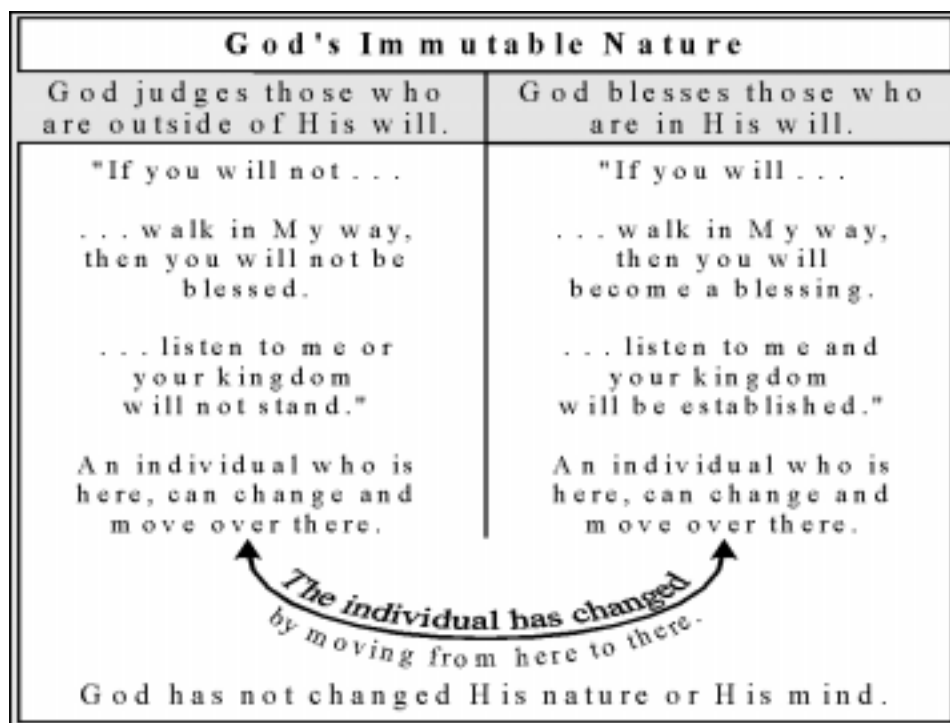 God's Immutable Nature
God judges those who
are outside of His will.
"If you will not . . .
. . . walk in My way,
then you will not be
blessed.
. . . listen to me or
your kingdom
will not stand."
An individual who is
here, can change and
move over there.
God blesses those who
are in His will.
"If you will . . .
. . . walk in My way,
then you will
become a blessing.
. . . listen to me and
your kingdom
will be established."
An individual who is
here, can change and
move over there.
The individual has changed
by moving from here to there.
God has not changed His nature or His mind.